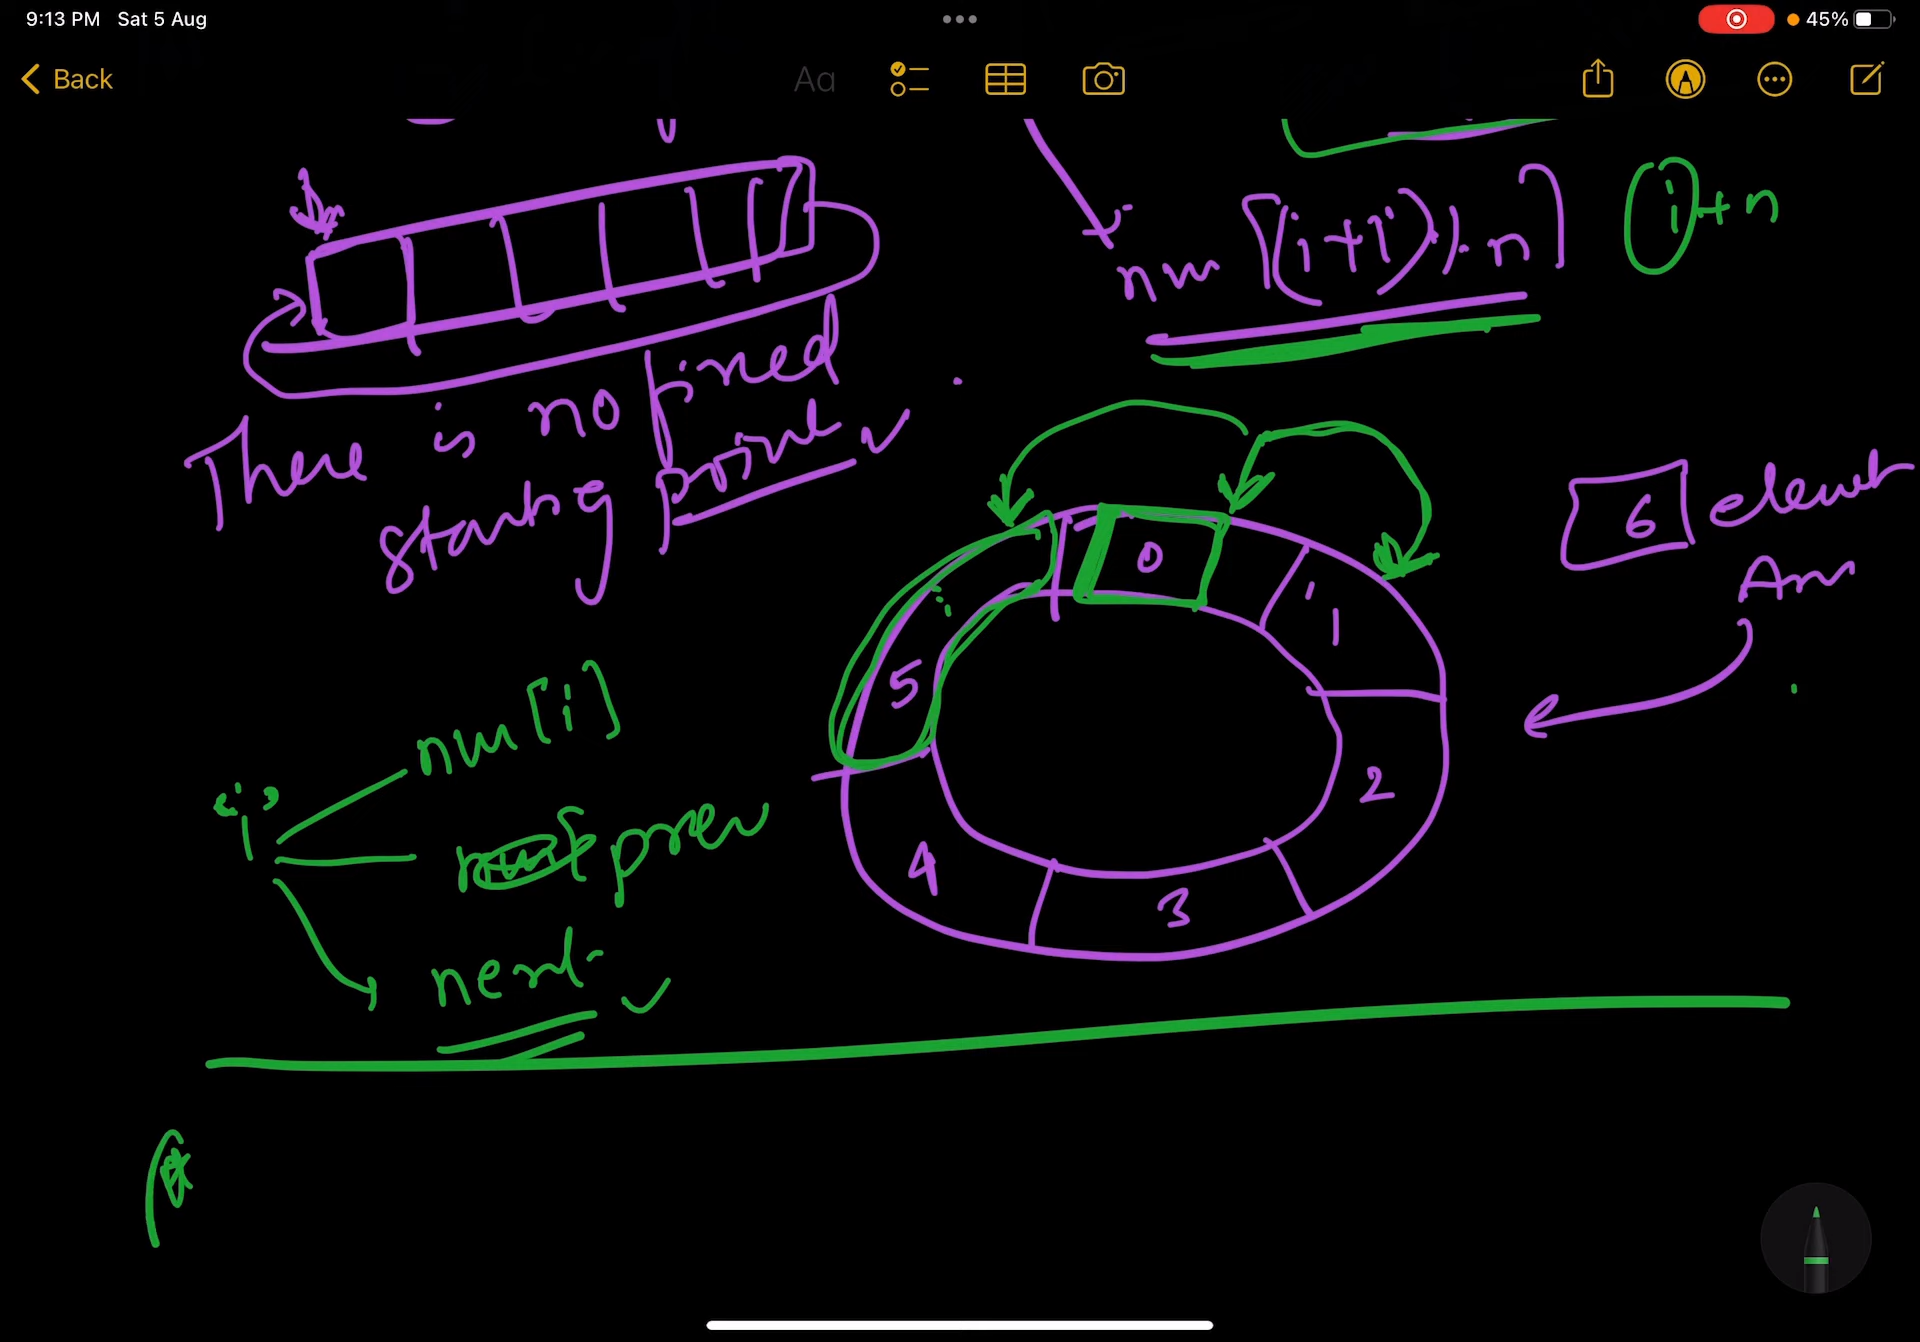 9:13 PM Sat 5 Aug
45%
Back
Aa
num [(i+1) % n]
i + n
There is no fixed
starting point
6 element
Arr
0
1
2
3
4
5
"i"
num[i]
prev
next